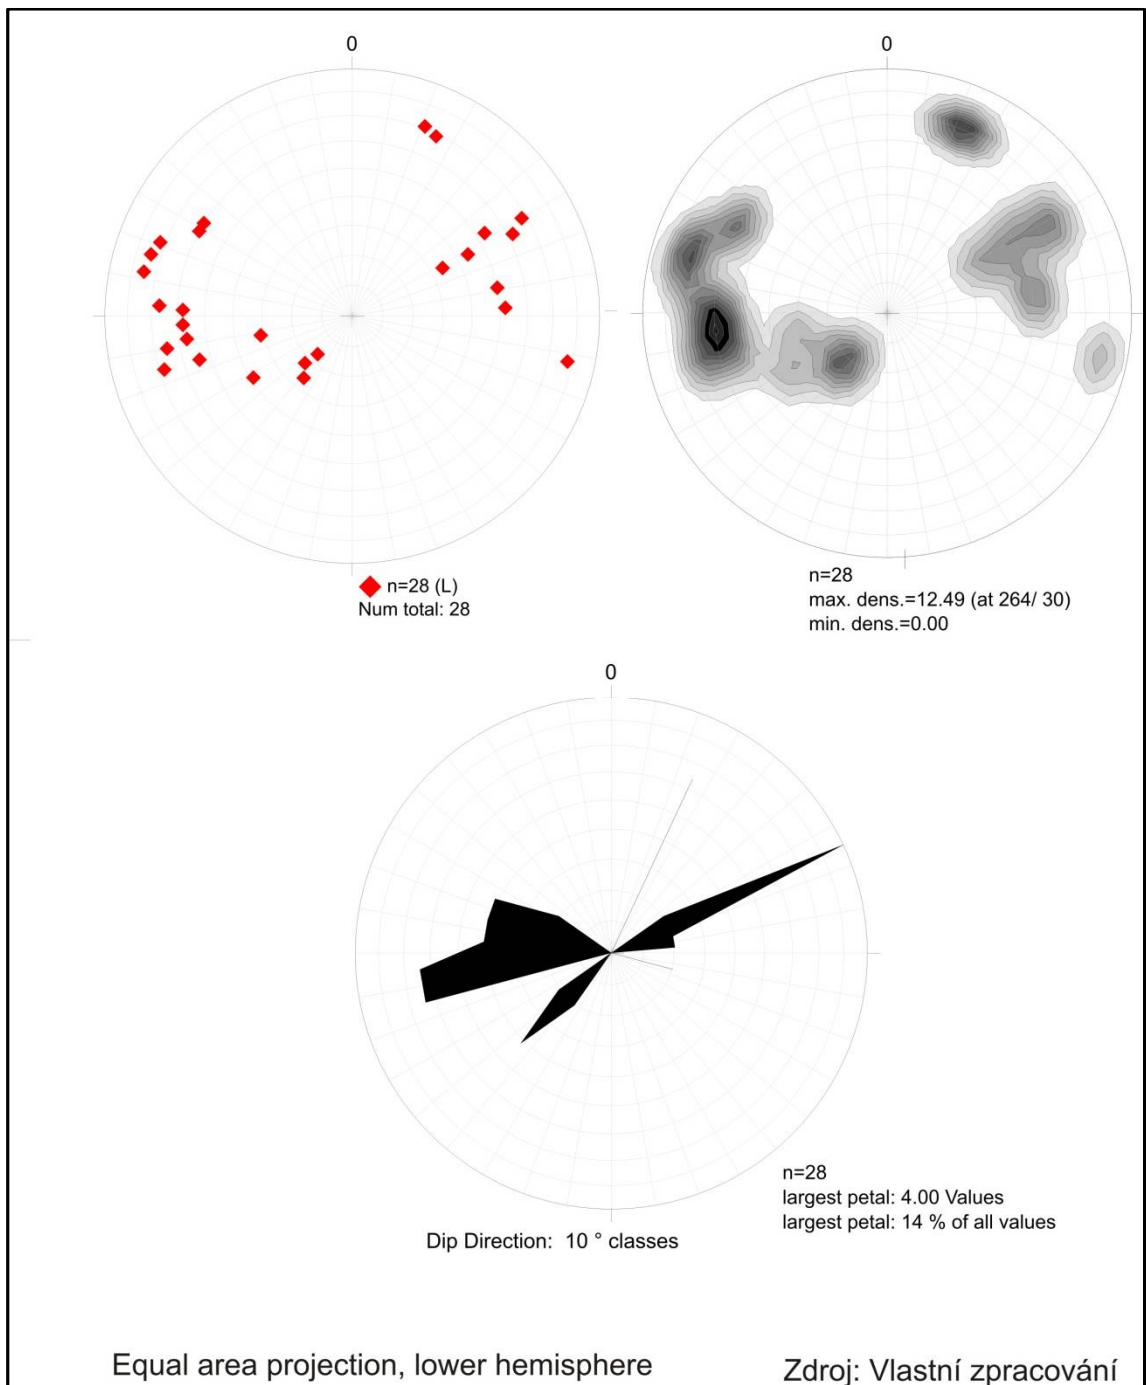 0
0
n=28 (L)
Num total: 28
n=28
max. dens.=12.49 (at 264/ 30)
min. dens.=0.00
0
n=28
largest petal: 4.00 Values
largest petal: 14 % of all values
Dip Direction:  10 ° classes
Equal area projection, lower hemisphere
Zdroj: Vlastní zpracování